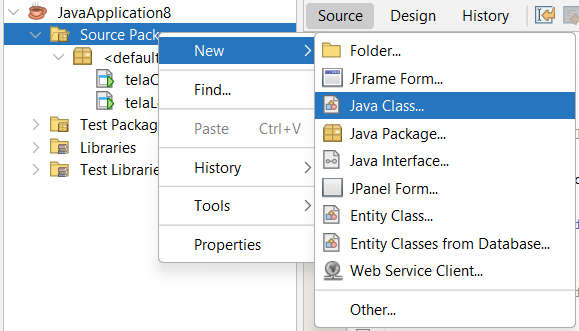 JavaApplication8
Source Pack
<default
telaC
telaL
Test Packag
Libraries
Test Librarie
New
Find...
Paste Ctrl+V
History
Tools
Properties
Source Design History
Folder...
JFrame Form...
Java Class...
Java Package...
Java Interface...
JPanel Form...
Entity Class...
Entity Classes from Database...
Web Service Client...
Other...